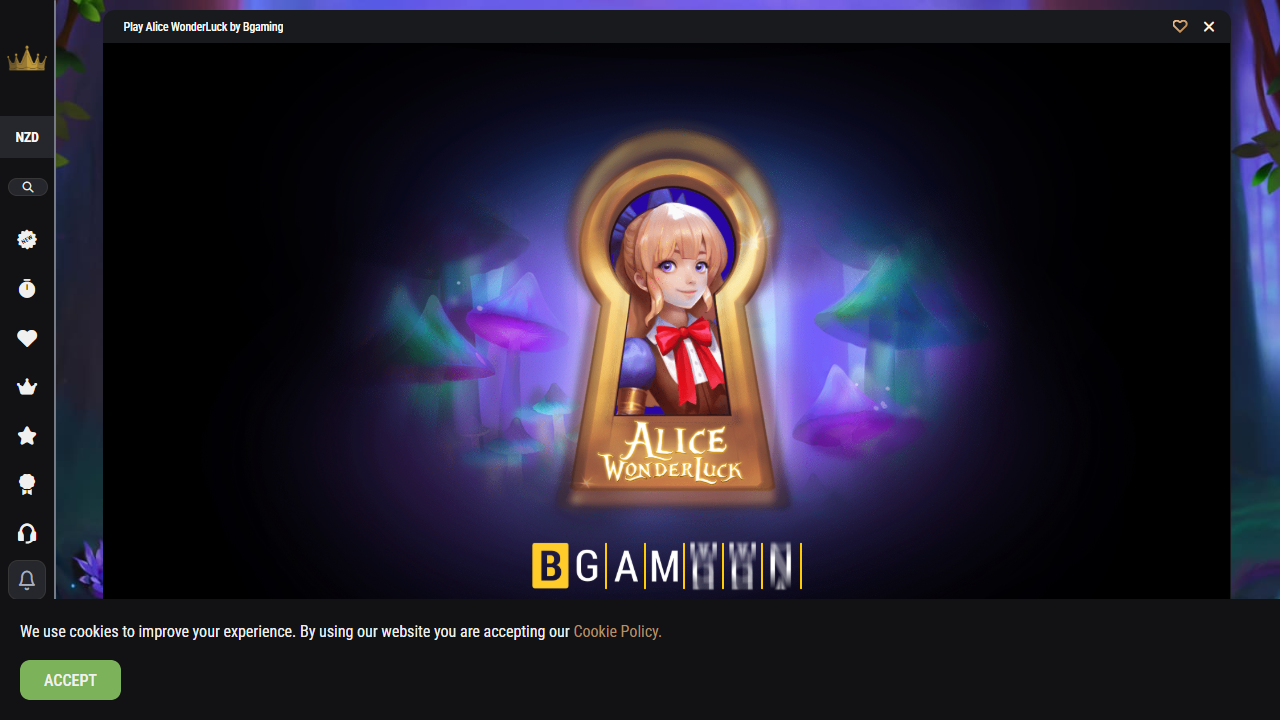 Play Alice WonderLuck by Bgaming
NZD
NEW
ALICE
WONDERLUCK
BGAM
We use cookies to improve your experience. By using our website you are accepting our Cookie Policy.
ACCEPT